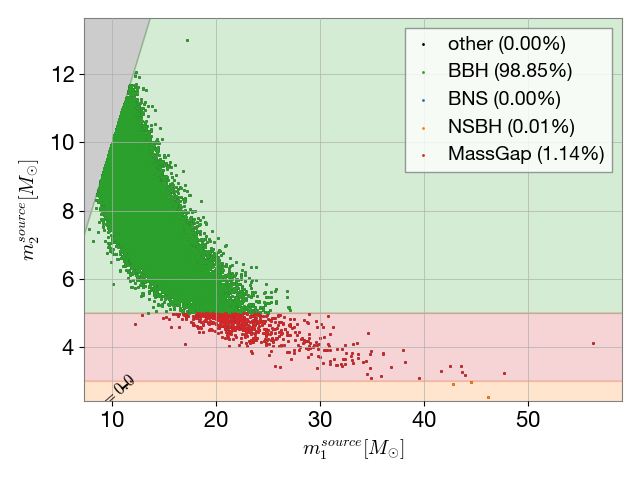 other (0.00%)
BBH (98.85%)
BNS (0.00%)
NSBH (0.01%)
MassGap (1.14%)
12
10
8
6
4
10
20
30
40
50
m_2^{source}[M_⊙]
m_1^{source}[M_⊙]